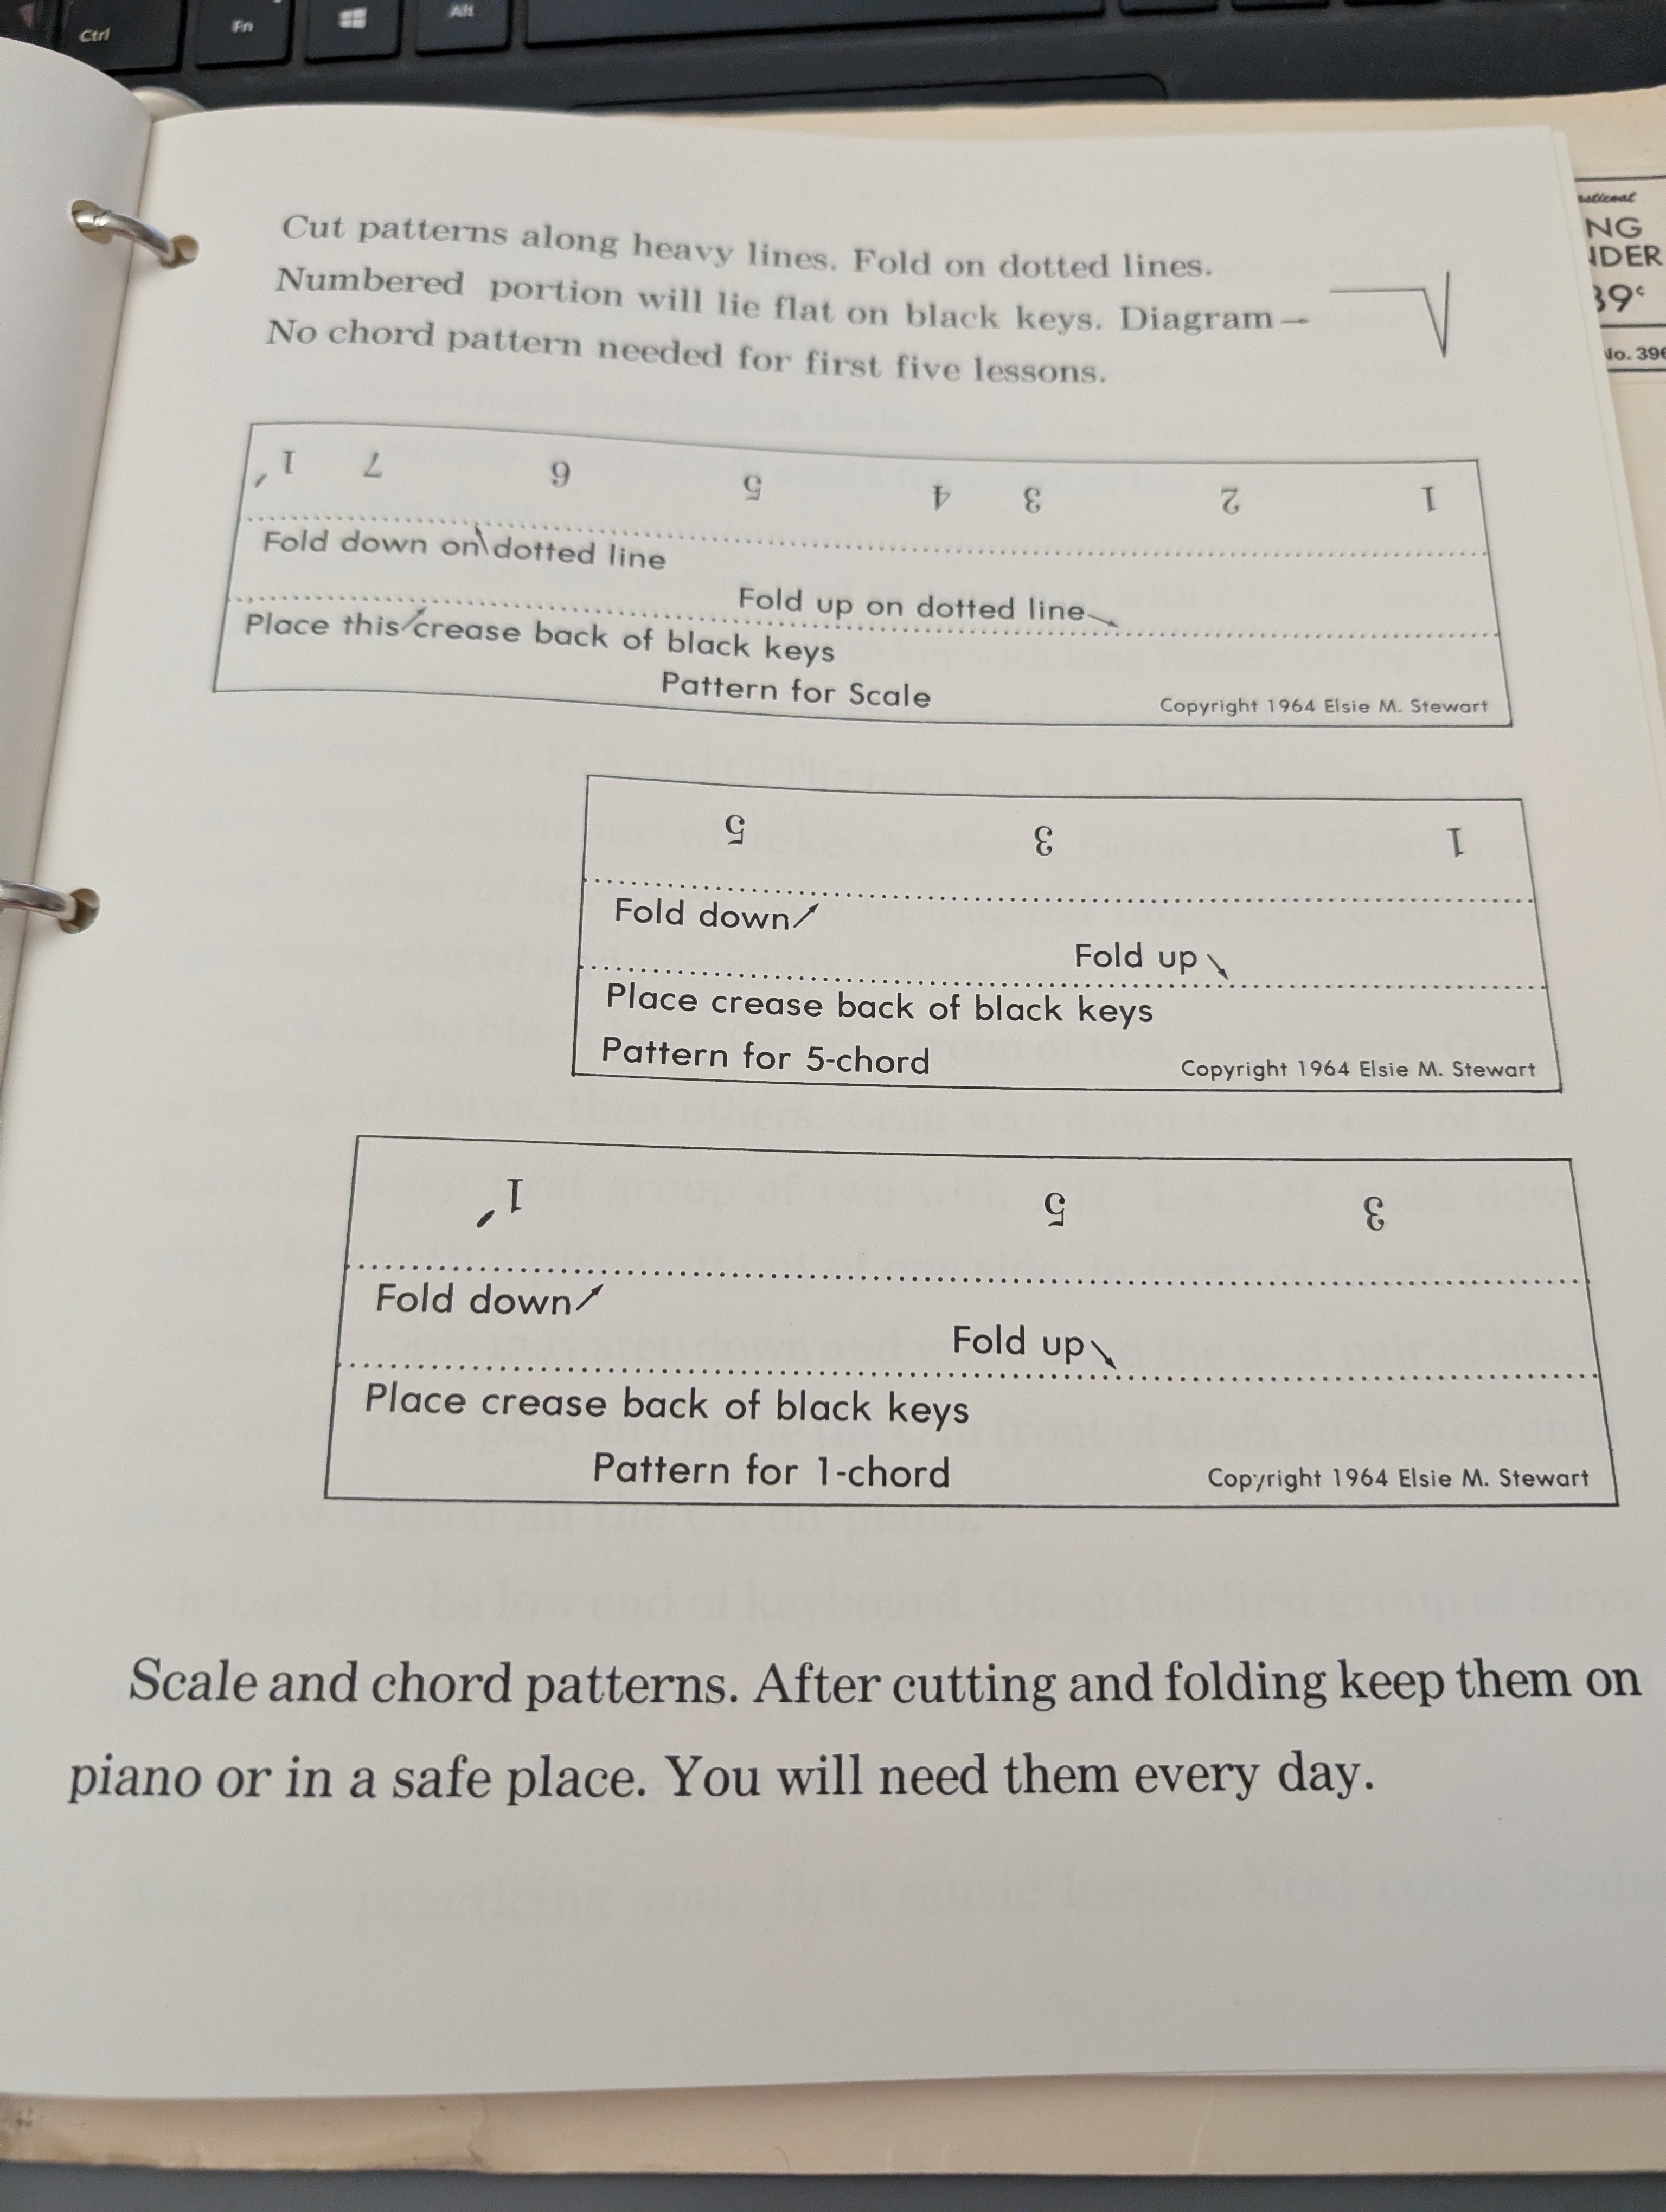 Ctrl
Fn
Alt
Cut patterns along heavy lines. Fold on dotted lines.
Numbered portion will lie flat on black keys. Diagram
No chord pattern needed for first five lessons.
NG
39¢
No. 396
1' 7 6 5 4 3 2 1
Fold down on dotted line
Fold up on dotted line
Place this crease back of black keys
Pattern for Scale
Copyright 1964 Elsie M. Stewart
5 3 1
Fold down
Fold up
Place crease back of black keys
Pattern for 5-chord
Copyright 1964 Elsie M. Stewart
1' 5 3
Fold down
Fold up
Place crease back of black keys
Pattern for 1-chord
Copyright 1964 Elsie M. Stewart
Scale and chord patterns. After cutting and folding keep them on
piano or in a safe place. You will need them every day.